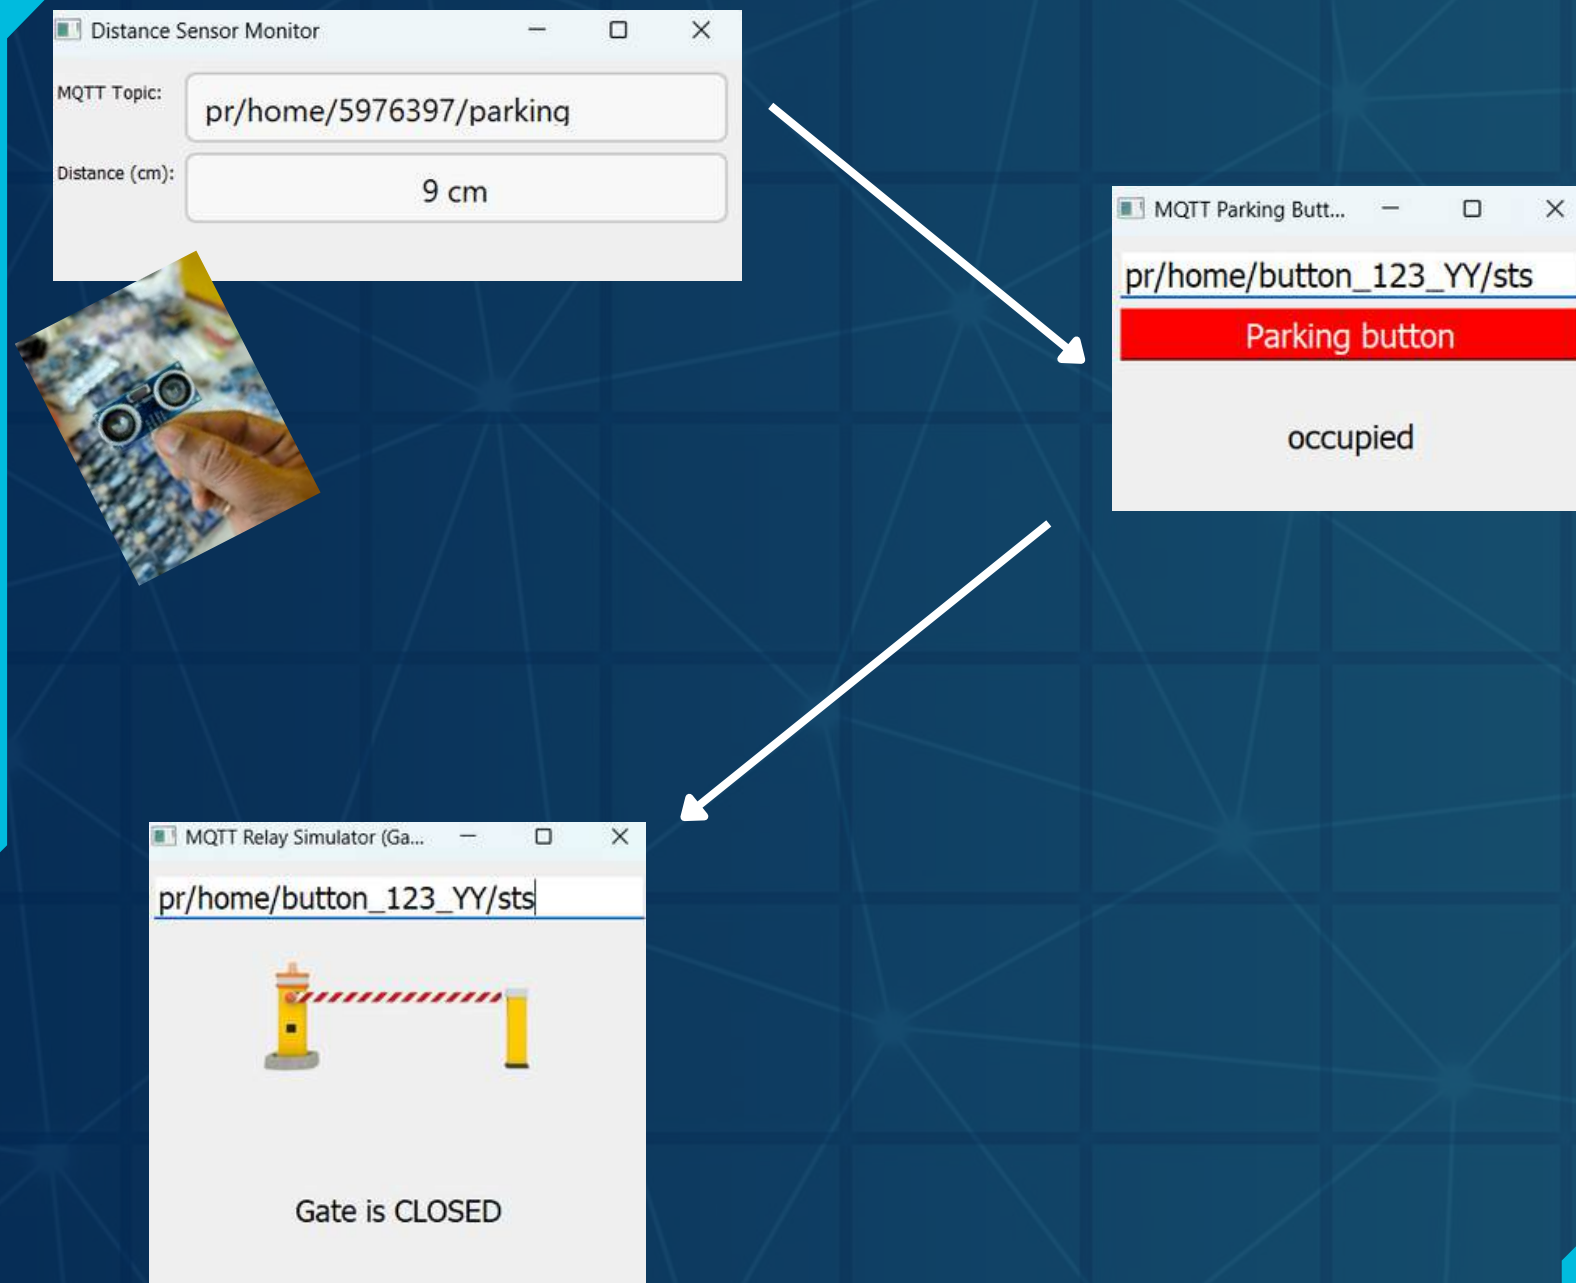 Distance Sensor Monitor
MQTT Topic:
pr/home/5976397/parking
Distance (cm):
9 cm
MQTT Parking Butt...
pr/home/button_123_YY/sts
Parking button
occupied
MQTT Relay Simulator (Ga...
pr/home/button_123_YY/sts
Gate is CLOSED